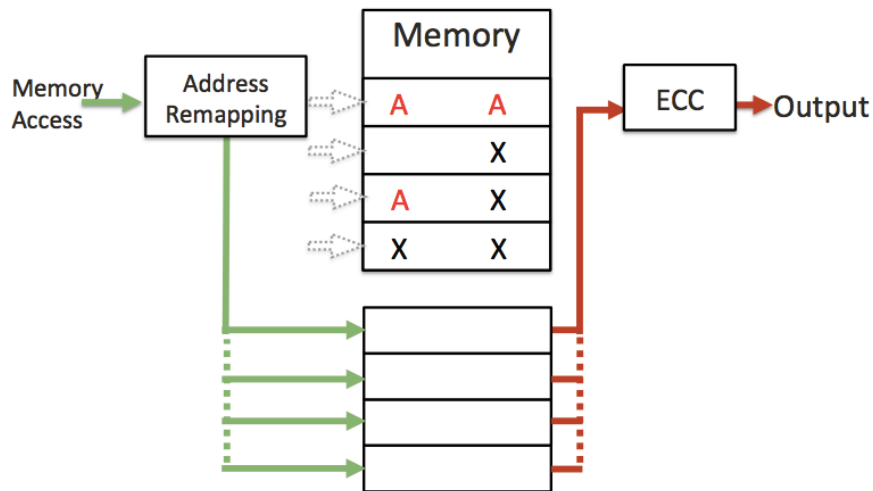 Memory
Memory
Access
Address
Remapping
A A
X
A X
X X
ECC
Output